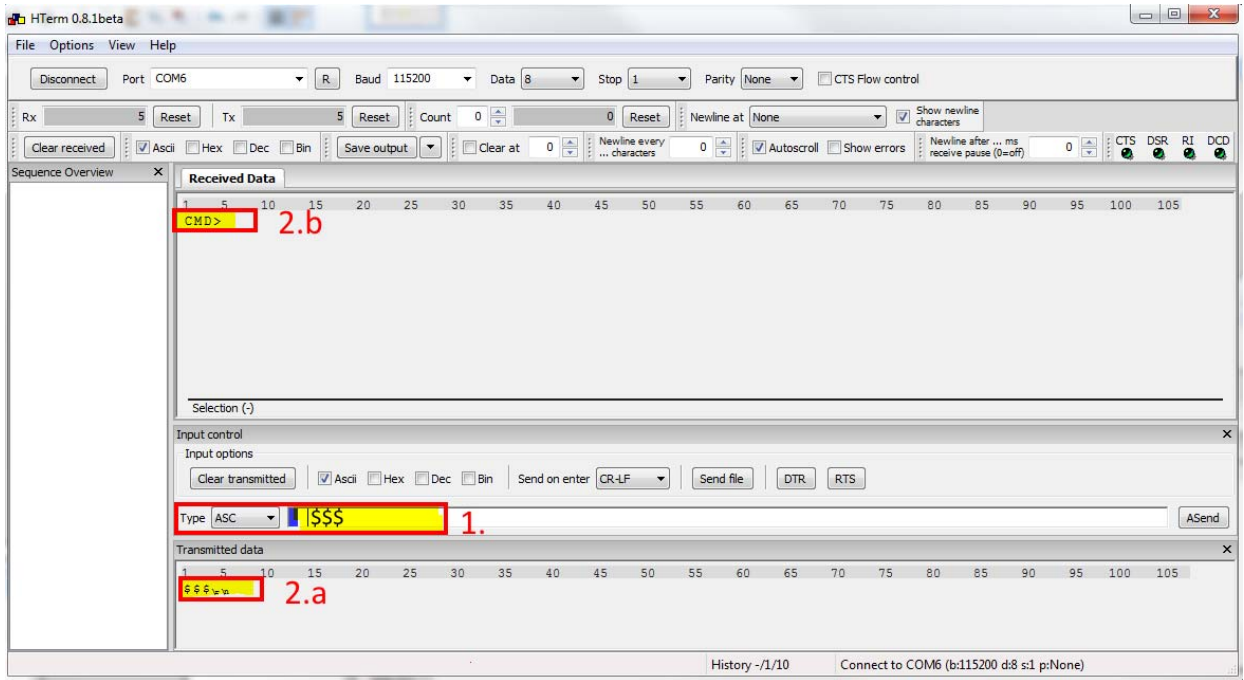 HTerm 0.8.1beta
File Options View Help
Disconnect Port COM6 R Baud 115200 Data 8 Stop 1 Parity None CTS Flow control
Rx 5 Reset Tx 5 Reset Count 0 0 Reset Newline at None Show newline characters
Clear received Ascii Hex Dec Bin Save output Clear at 0 Newline every ... characters 0 Autoscroll Show errors Newline after ... ms receive pause (0=off) 0 CTS DSR RI DCD
Sequence Overview X Received Data
1 5 10 15 20 25 30 35 40 45 50 55 60 65 70 75 80 85 90 95 100 105
CMD> 2.b
Selection (-)
Input control
Input options
Clear transmitted Ascii Hex Dec Bin Send on enter CR-LF Send file DTR RTS
Type ASC $$$ 1. ASend
Transmitted data
1 5 10 15 20 25 30 35 40 45 50 55 60 65 70 75 80 85 90 95 100 105
$$$\r\n 2.a
History -/1/10 Connect to COM6 (b:115200 d:8 s:1 p:None)